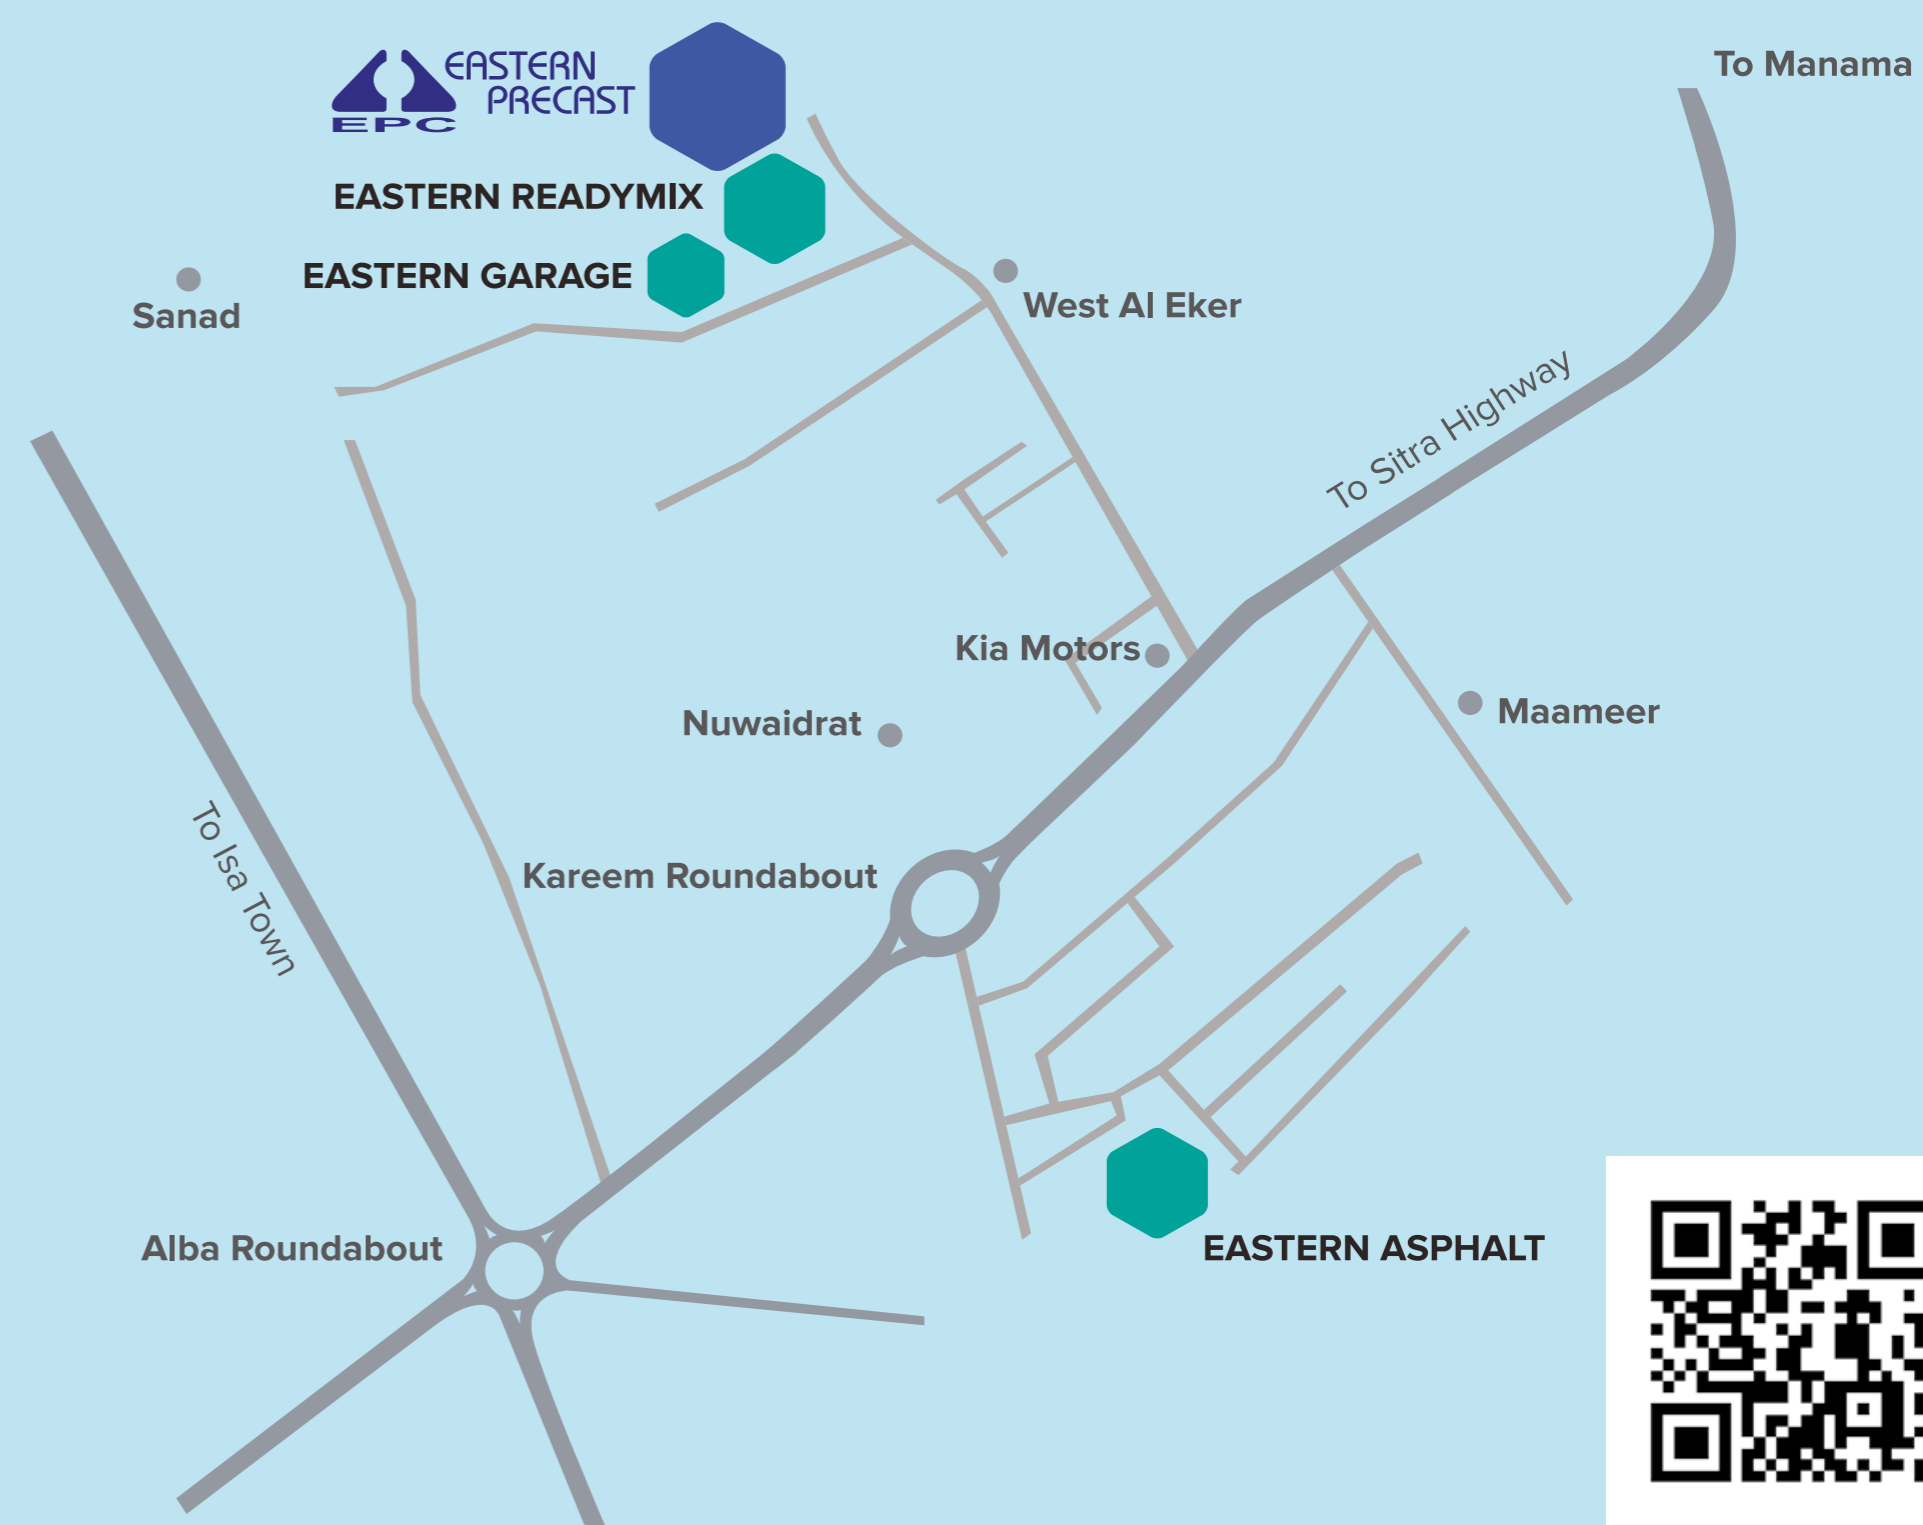 To Manama
EASTERN
PRECAST
EPC
EASTERN READYMIX
EASTERN GARAGE
Sanad
West Al Eker
To Sitra Highway
Kia Motors
Nuwaidrat
Maameer
To Isa Town
Kareem Roundabout
Alba Roundabout
EASTERN ASPHALT